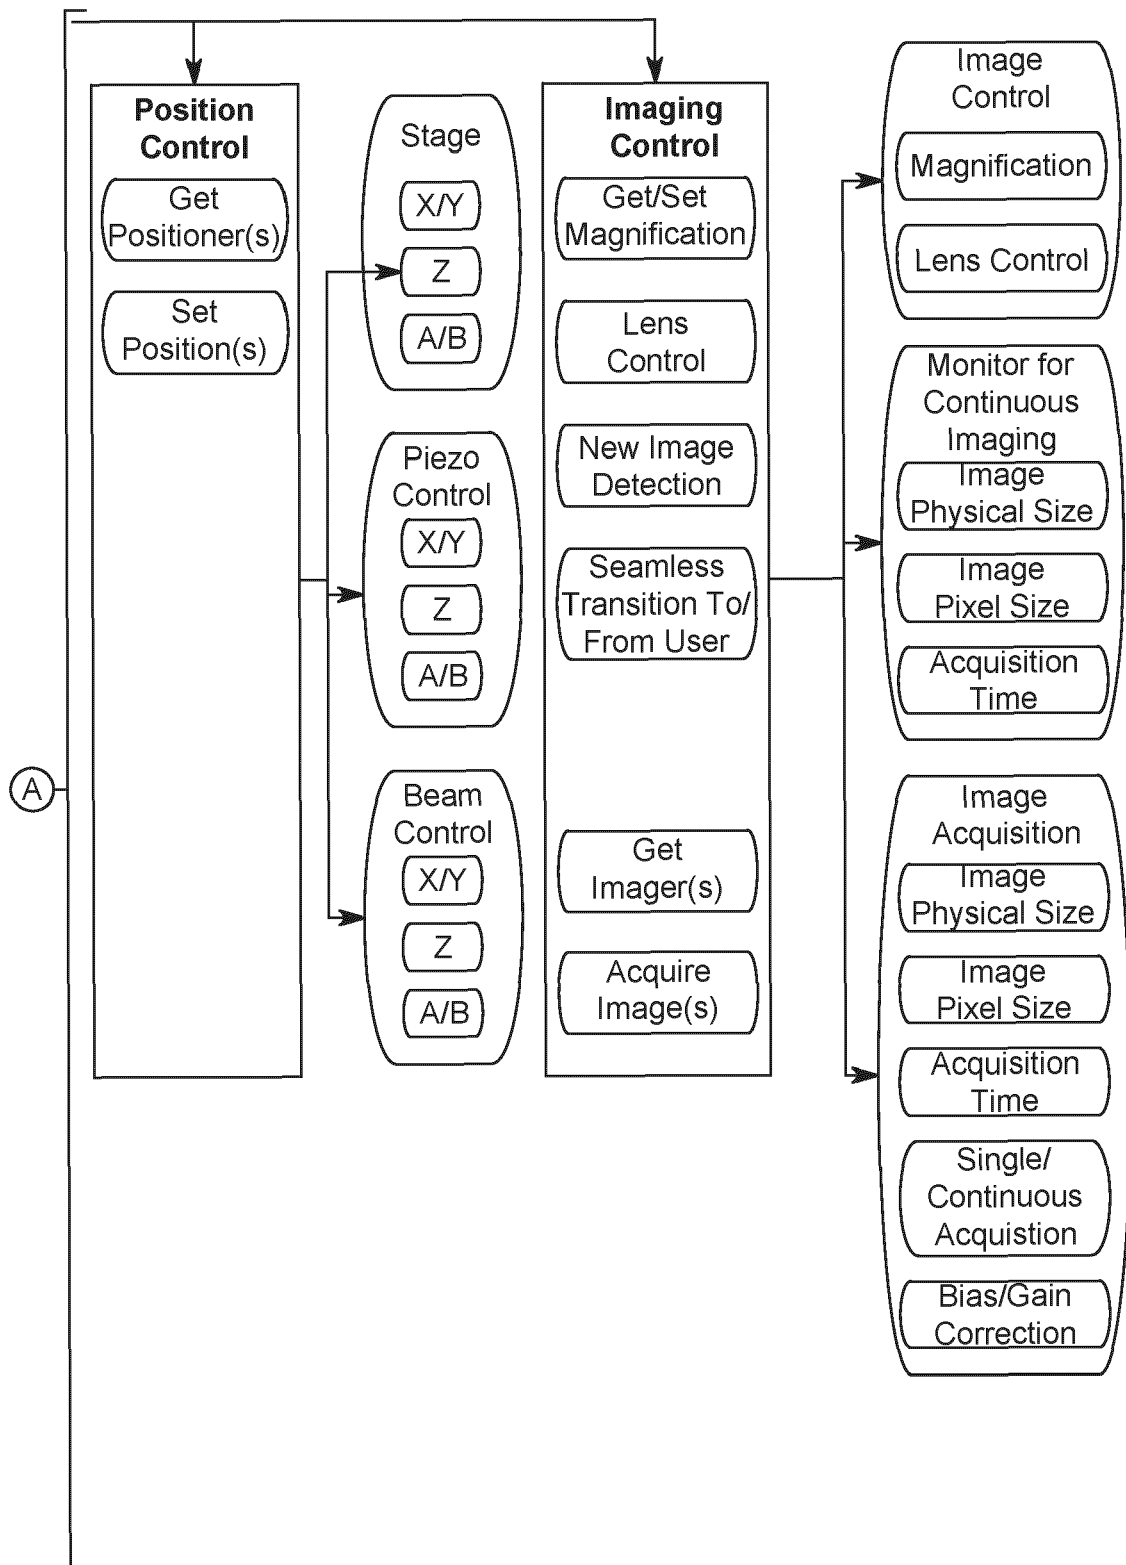 A
Position
Control
Get
Positioner(s)
Set
Position(s)
Stage
X/Y
Z
A/B
Piezo
Control
X/Y
Z
A/B
Beam
Control
X/Y
Z
A/B
Imaging
Control
Get/Set
Magnification
Lens
Control
New Image
Detection
Seamless
Transition To/
From User
Get
Imager(s)
Acquire
Image(s)
Image
Control
Magnification
Lens Control
Monitor for
Continuous
Imaging
Image
Physical Size
Image
Pixel Size
Acquisition
Time
Image
Acquisition
Image
Physical Size
Image
Pixel Size
Acquisition
Time
Single/
Continuous
Acquistion
Bias/Gain
Correction